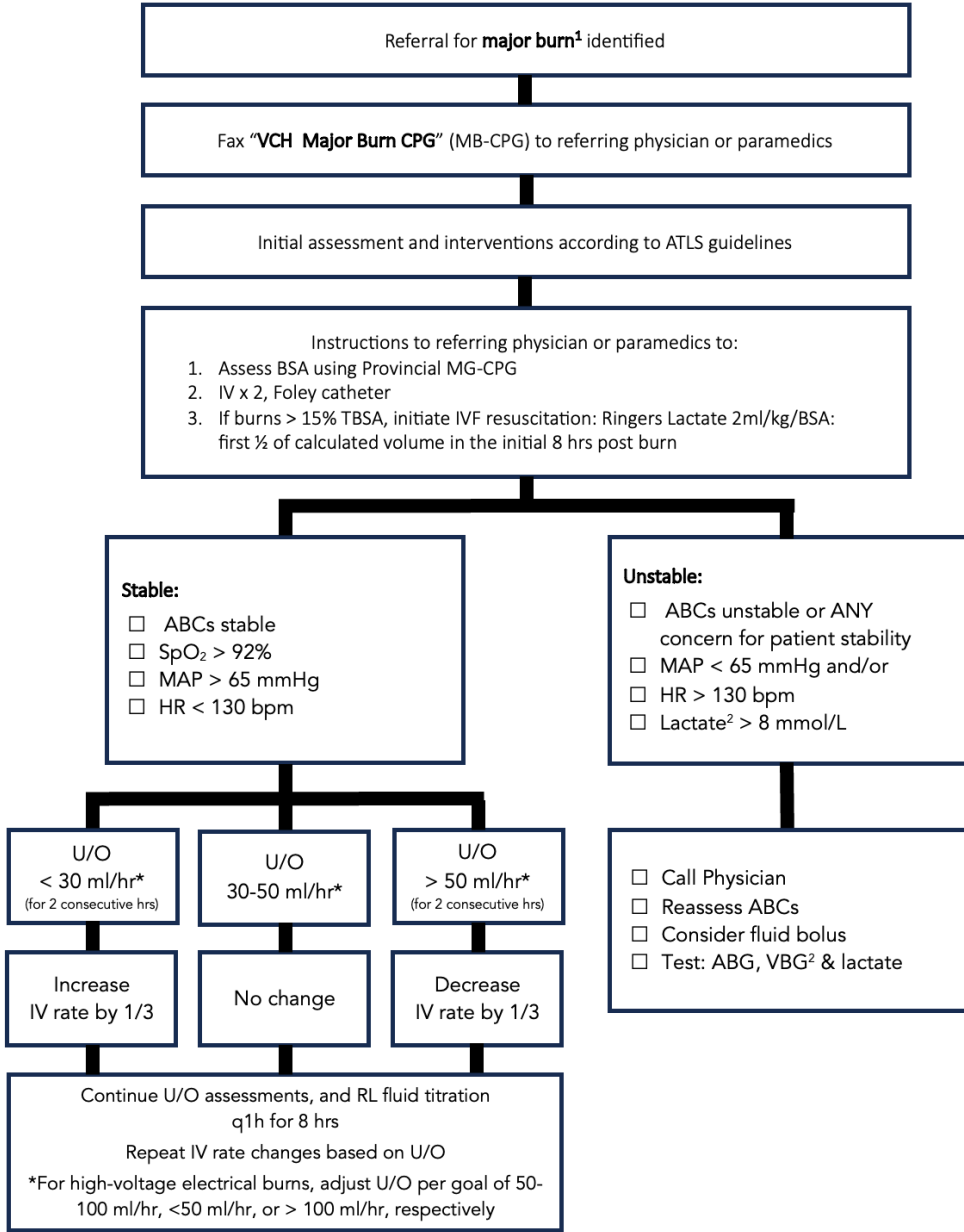 Referral for major burn¹ identified
Fax “VCH Major Burn CPG” (MB-CPG) to referring physician or paramedics
Initial assessment and interventions according to ATLS guidelines
Instructions to referring physician or paramedics to:
1. Assess BSA using Provincial MG-CPG
2. IV x 2, Foley catheter
3. If burns > 15% TBSA, initiate IVF resuscitation: Ringers Lactate 2ml/kg/BSA:
first ½ of calculated volume in the initial 8 hrs post burn
Stable:
☐ ABCs stable
☐ SpO₂ > 92%
☐ MAP > 65 mmHg
☐ HR < 130 bpm
Unstable:
☐ ABCs unstable or ANY
concern for patient stability
☐ MAP < 65 mmHg and/or
☐ HR > 130 bpm
☐ Lactate² > 8 mmol/L
U/O
< 30 ml/hr*
(for 2 consecutive hrs)
U/O
30-50 ml/hr*
U/O
> 50 ml/hr*
(for 2 consecutive hrs)
Increase
IV rate by 1/3
No change
Decrease
IV rate by 1/3
☐ Call Physician
☐ Reassess ABCs
☐ Consider fluid bolus
☐ Test: ABG, VBG² & lactate
Continue U/O assessments, and RL fluid titration
q1h for 8 hrs
Repeat IV rate changes based on U/O
*For high-voltage electrical burns, adjust U/O per goal of 50-
100 ml/hr, <50 ml/hr, or > 100 ml/hr, respectively